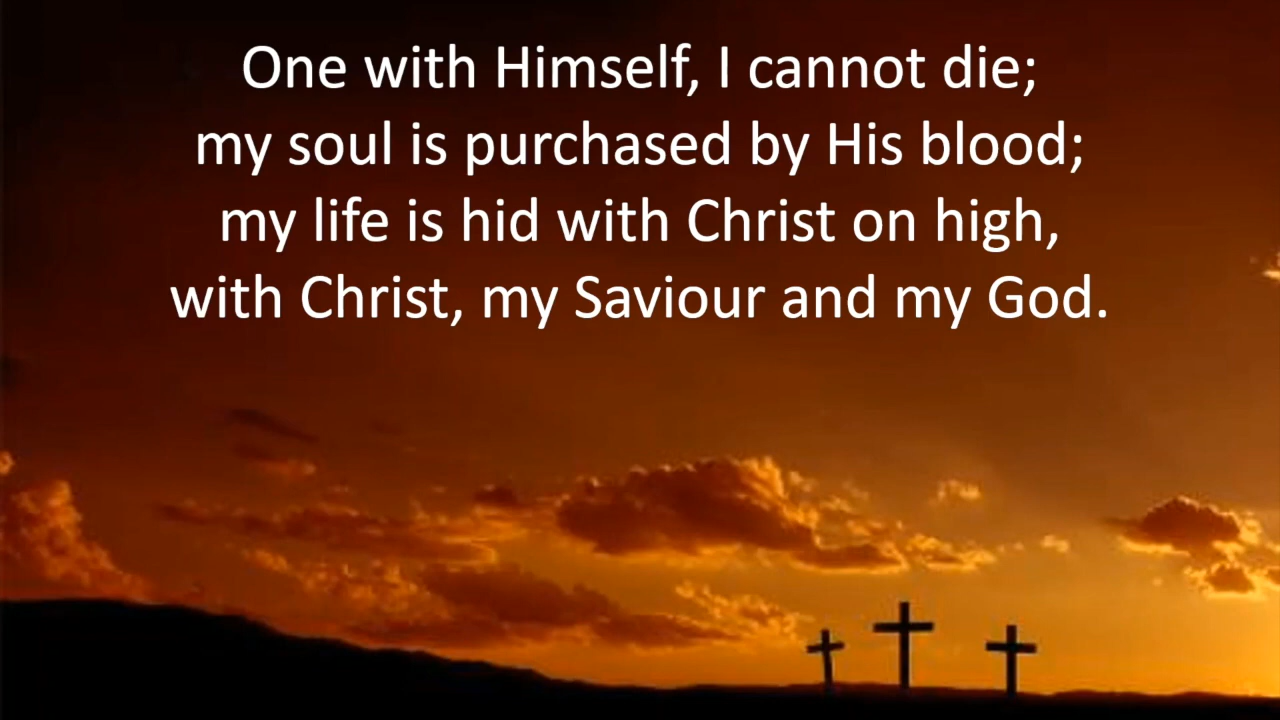 One with Himself, I cannot die;
my soul is purchased by His blood;
my life is hid with Christ on high,
with Christ, my Saviour and my God.